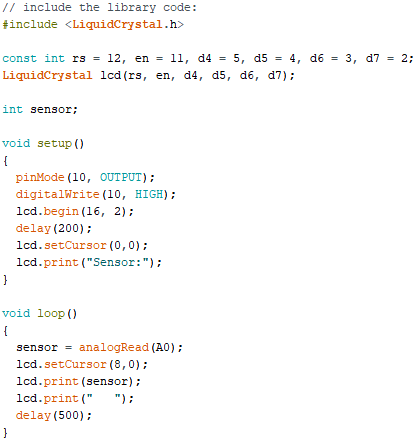 // include the library code:
#include <LiquidCrystal.h>

const int rs = 12, en = 11, d4 = 5, d5 = 4, d6 = 3, d7 = 2;
LiquidCrystal lcd(rs, en, d4, d5, d6, d7);

int sensor;

void setup()
{
  pinMode(10, OUTPUT);
  digitalWrite(10, HIGH);
  lcd.begin(16, 2);
  delay(200);
  lcd.setCursor(0,0);
  lcd.print("Sensor:");
}

void loop()
{
  sensor = analogRead(A0);
  lcd.setCursor(8,0);
  lcd.print(sensor);
  lcd.print("   ");
  delay(500);
}